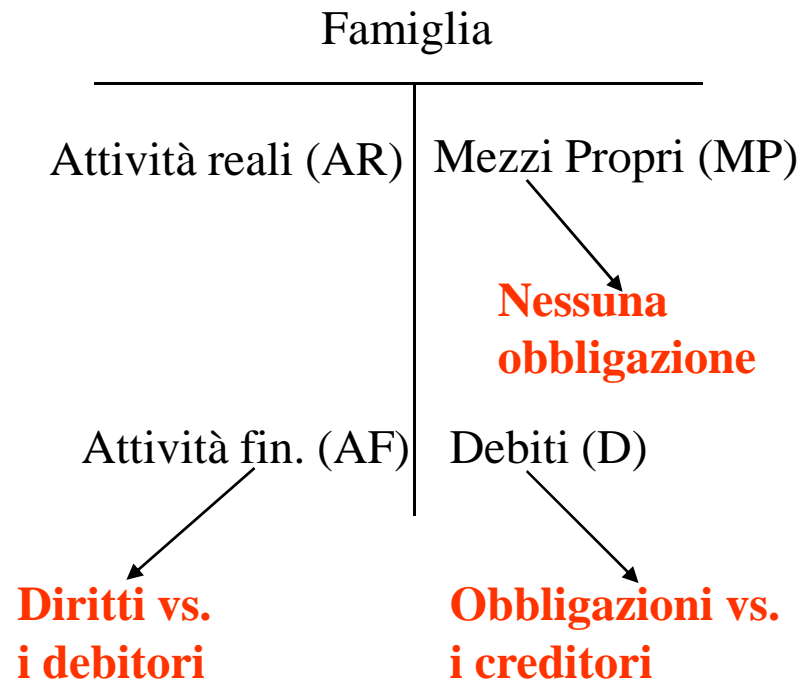 Famiglia
Attività reali (AR)
Mezzi Propri (MP)
Nessuna
obbligazione
Attività fin. (AF)
Debiti (D)
Diritti vs.
i debitori
Obbligazioni vs.
i creditori